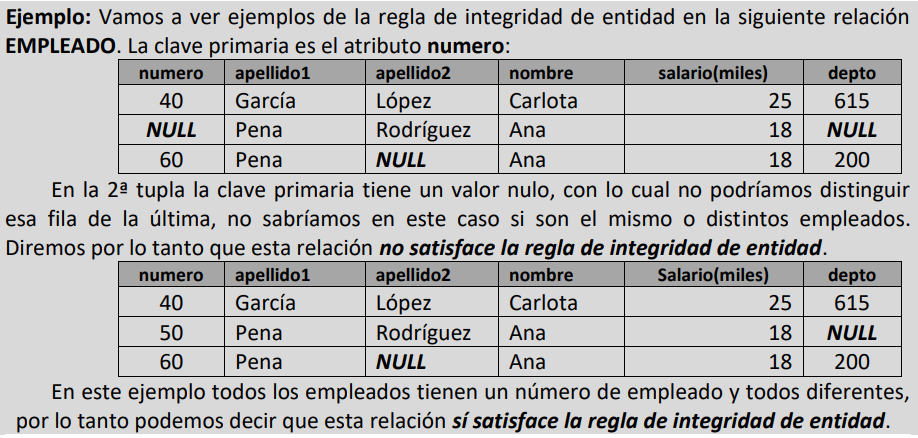 Ejemplo: Vamos a ver ejemplos de la regla de integridad de entidad en la siguiente relación
EMPLEADO. La clave primaria es el atributo numero:
numero apellido1 apellido2 nombre salario(miles) depto
40 García López Carlota 25 615
NULL Pena Rodríguez Ana 18 NULL
60 Pena NULL Ana 18 200
En la 2ª tupla la clave primaria tiene un valor nulo, con lo cual no podríamos distinguir
esa fila de la última, no sabríamos en este caso si son el mismo o distintos empleados.
Diremos por lo tanto que esta relación no satisface la regla de integridad de entidad.
numero apellido1 apellido2 nombre Salario(miles) depto
40 García López Carlota 25 615
50 Pena Rodríguez Ana 18 NULL
60 Pena NULL Ana 18 200
En este ejemplo todos los empleados tienen un número de empleado y todos diferentes,
por lo tanto podemos decir que esta relación sí satisface la regla de integridad de entidad.